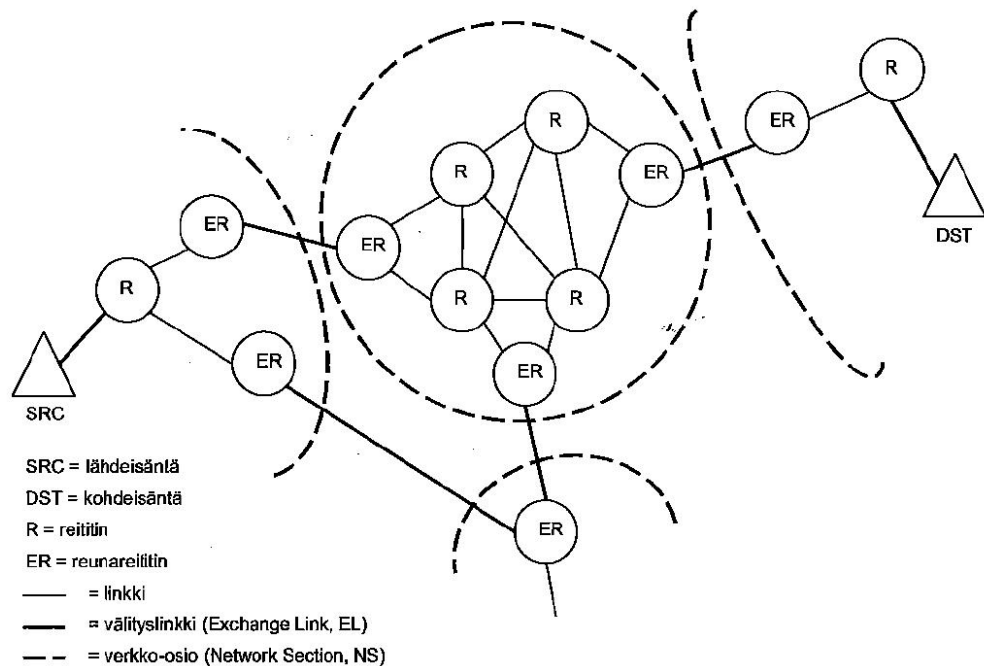 R
ER
R
R
ER
ER
ER
R
R
R
DST
R
ER
ER
SRC
ER
SRC = lähdeisäntä
DST = kohdeisäntä
R = reititin
ER = reunareititin
= linkki
= välityslinkki (Exchange Link, EL)
= verkko-osio (Network Section, NS)